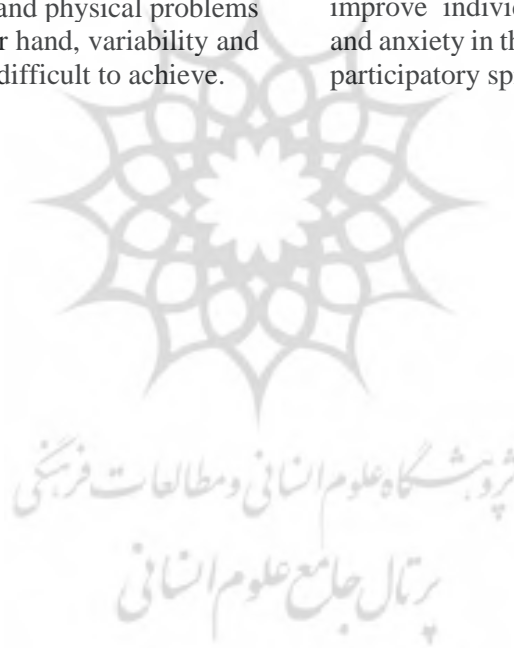 and physical problems
r hand, variability and
difficult to achieve.
improve individ
and anxiety in th
participatory sp
پژوهشگاه علوم انسانی و مطالعات فرهنگی
پرتال جامع علوم انسانی